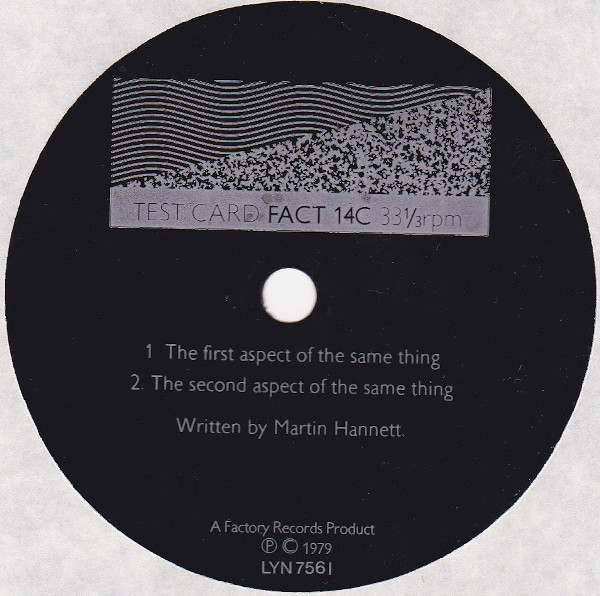 TEST CARD FACT 14C 33⅓rpm
1 The first aspect of the same thing
2. The second aspect of the same thing
Written by Martin Hannett.
A Factory Records Product
℗ © 1979
LYN 7561